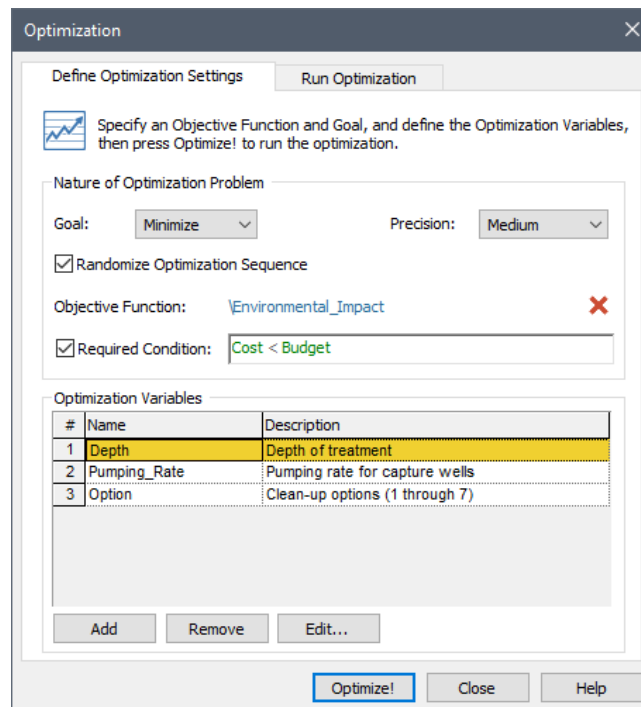 Optimization
Define Optimization Settings
Run Optimization
Specify an Objective Function and Goal, and define the Optimization Variables,
then press Optimize! to run the optimization.
Nature of Optimization Problem
Goal: Minimize Precision: Medium
Randomize Optimization Sequence
Objective Function: \Environmental_Impact
Required Condition: Cost < Budget
Optimization Variables
# Name Description
1 Depth Depth of treatment
2 Pumping_Rate Pumping rate for capture wells
3 Option Clean-up options (1 through 7)
Add Remove Edit...
Optimize! Close Help